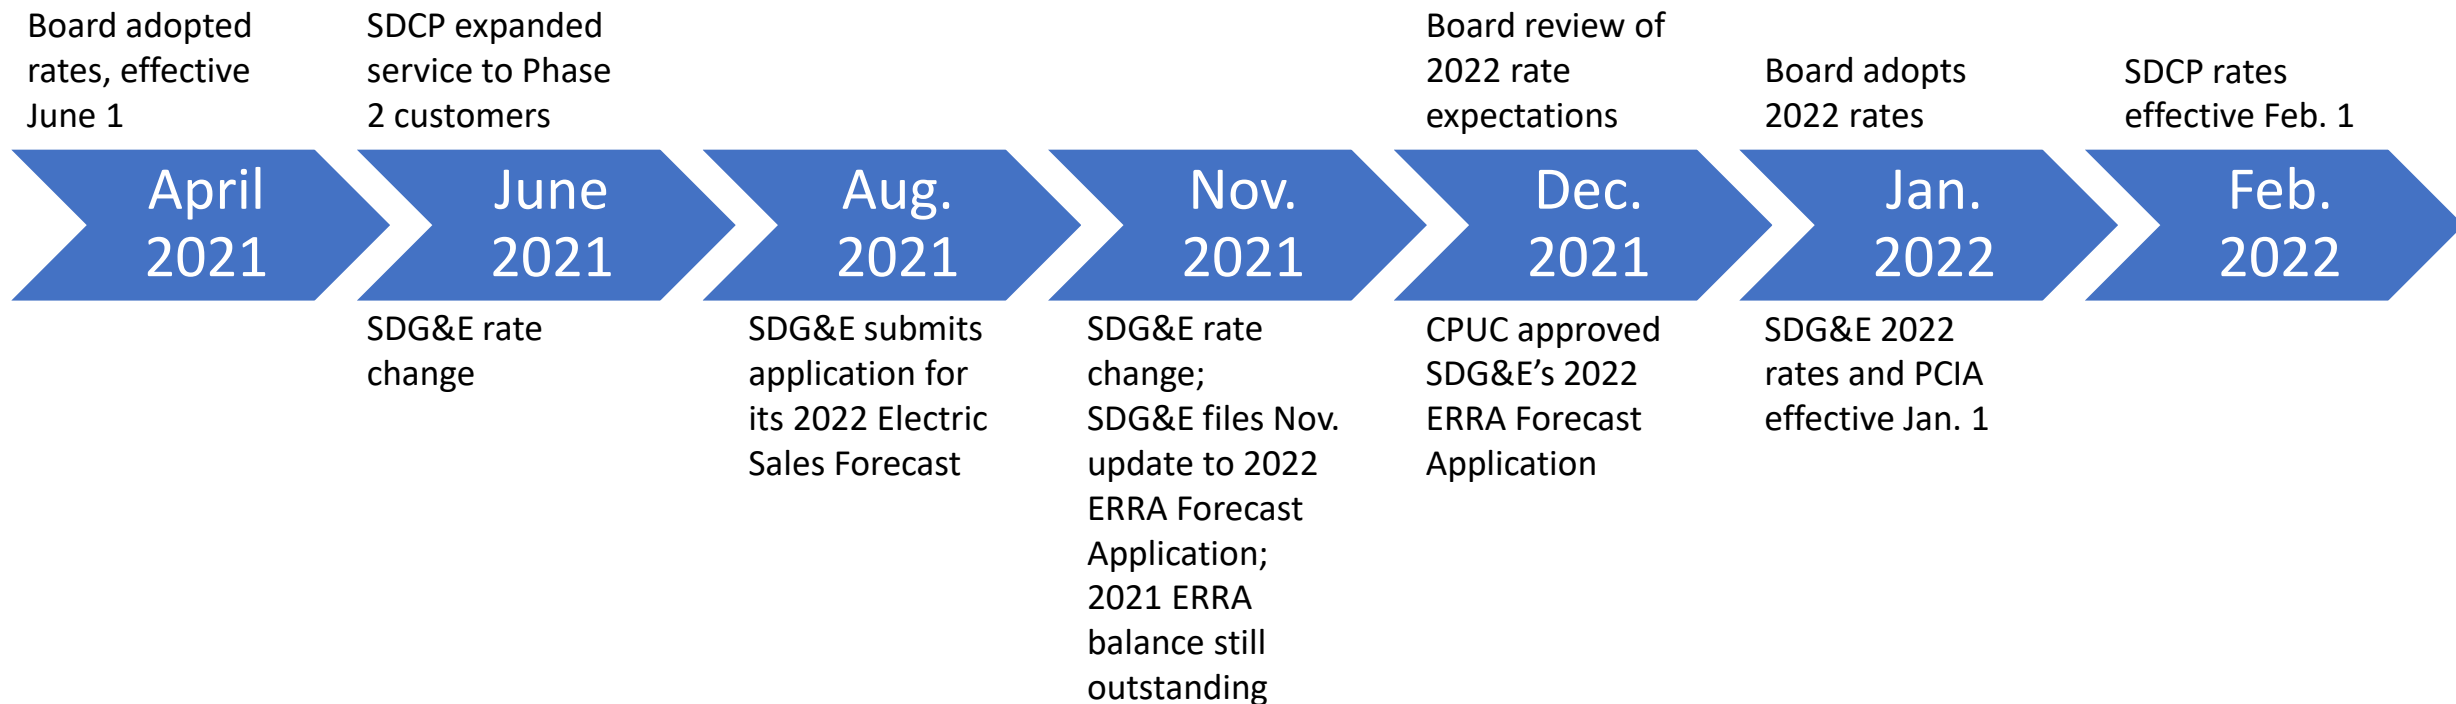 Board adopted
rates, effective
June 1
SDCP expanded
service to Phase
2 customers
Board review of
2022 rate
expectations
Board adopts
2022 rates
SDCP rates
effective Feb. 1
April
2021
June
2021
Aug.
2021
Nov.
2021
Dec.
2021
Jan.
2022
Feb.
2022
SDG&E rate
change
SDG&E submits
application for
its 2022 Electric
Sales Forecast
SDG&E rate
change;
SDG&E files Nov.
update to 2022
ERRA Forecast
Application;
2021 ERRA
balance still
outstanding
CPUC approved
SDG&E’s 2022
ERRA Forecast
Application
SDG&E 2022
rates and PCIA
effective Jan. 1